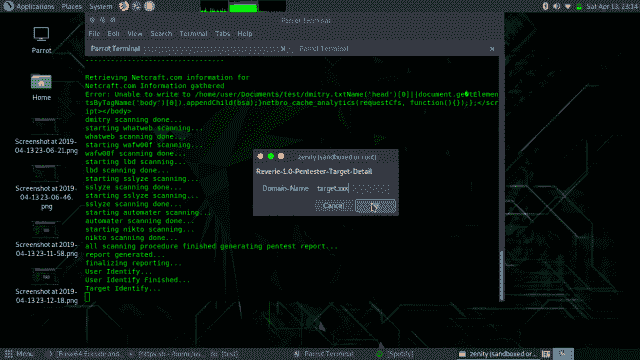 Applications Places System
Sat Apr 13, 23:14
Parrot Terminal
File Edit View Search Terminal Tabs Help
Parrot Terminal
Parrot Terminal
Parrot
Home
Screenshot at 2019-
04-13 23-06-21.png
Screenshot at 2019-
04-13 23-06-46.
png
Screenshot at 2019-
04-13 23-11-58.png
Screenshot at 2019-
04-13 23-12-18.png
Retrieving Netcraft.com information for
Netcraft.com Information gathered
Error: Unable to write to /home/user/Documents/test/dmitry.txtName('head')[0]||document.ge�tElemen
tsByTagName('body')[0]).appendChild(bsa);}netbro_cache_analytics(requestCfs, function(){});};</scr
ipt></body>
dmitry scanning done...
starting whatweb scanning...
whatweb scanning done...
starting wafw00f scanning...
wafw00f scanning done...
starting lbd scanning...
lbd scanning done...
starting sslyze scanning...
sslyze scanning done...
starting sslyze scanning...
sslyze scanning done...
starting automater scanning...
automater scanning done...
starting nikto scanning...
nikto scanning done...
all scanning procedure finished generating pentest report...
report generated...
finalizing reporting...
User Identify...
User Identify Finished...
Target Identify...
zenity (sandboxed or root)
Reverie-1.0-Pentester-Target-Detail
Domain-Name target.xxx
Cancel
Menu
Parrot Terminal
[Spotify]
zenity (sandboxed or...